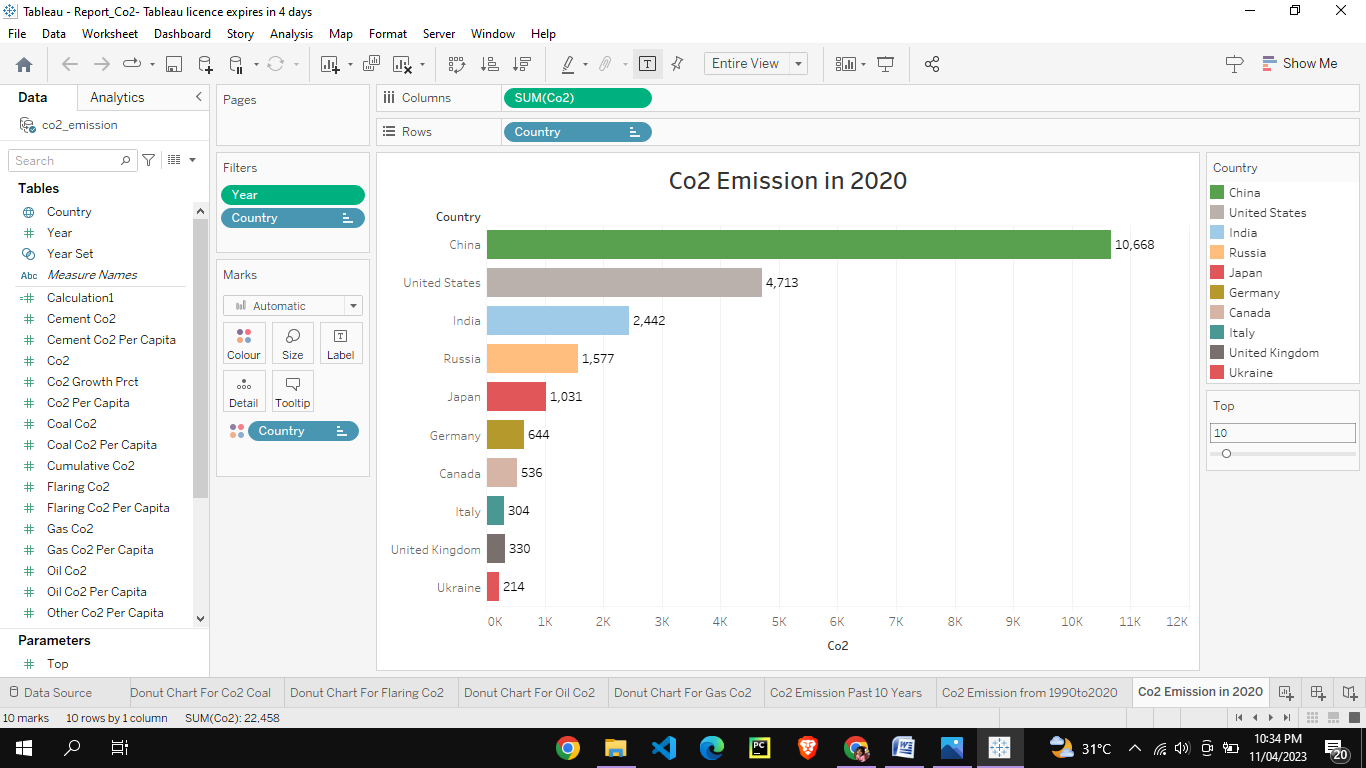 Tableau - Report_Co2- Tableau licence expires in 4 days
File Data Worksheet Dashboard Story Analysis Map Format Server Window Help
Entire View
Show Me
Data Analytics
co2_emission
Search
Tables
Country
Year
Year Set
Abc Measure Names
Calculation1
Cement Co2
Cement Co2 Per Capita
Co2
Co2 Growth Prct
Co2 Per Capita
Coal Co2
Coal Co2 Per Capita
Cumulative Co2
Flaring Co2
Flaring Co2 Per Capita
Gas Co2
Gas Co2 Per Capita
Oil Co2
Oil Co2 Per Capita
Other Co2 Per Capita
Parameters
Top
Pages
Filters
Year
Country
Marks
Automatic
Colour Size Label
Detail Tooltip
Country
Columns SUM(Co2)
Rows Country
Co2 Emission in 2020
Country
China 10,668
United States 4,713
India 2,442
Russia 1,577
Japan 1,031
Germany 644
Canada 536
Italy 304
United Kingdom 330
Ukraine 214
0K 1K 2K 3K 4K 5K 6K 7K 8K 9K 10K 11K 12K
Co2
Country
China
United States
India
Russia
Japan
Germany
Canada
Italy
United Kingdom
Ukraine
Top
10
Data Source Donut Chart For Co2 Coal Donut Chart For Flaring Co2 Donut Chart For Oil Co2 Donut Chart For Gas Co2 Co2 Emission Past 10 Years Co2 Emission from 1990to2020 Co2 Emission in 2020
10 marks 10 rows by 1 column SUM(Co2): 22,458
PC
31°C
10:34 PM
11/04/2023
20